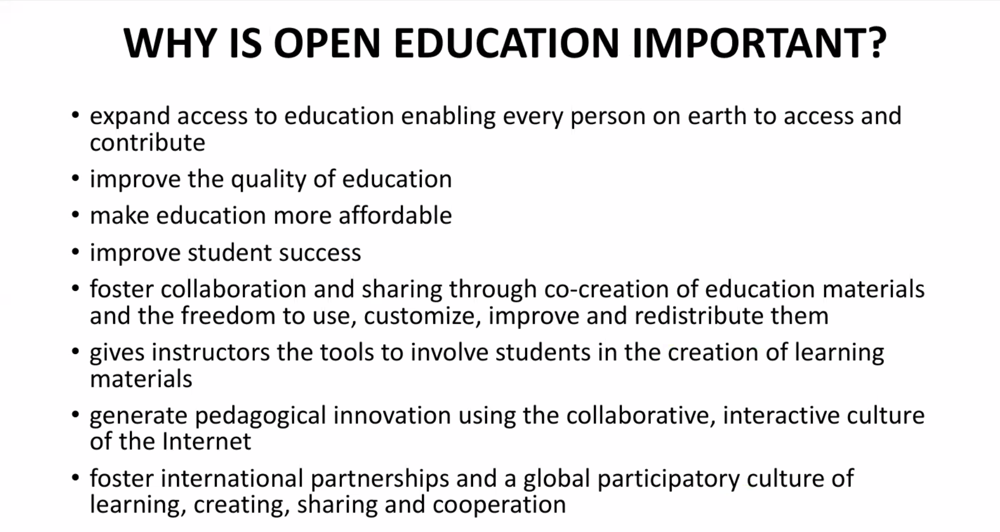 WHY IS OPEN EDUCATION IMPORTANT?
• expand access to education enabling every person on earth to access and
contribute
• improve the quality of education
• make education more affordable
• improve student success
• foster collaboration and sharing through co-creation of education materials
and the freedom to use, customize, improve and redistribute them
• gives instructors the tools to involve students in the creation of learning
materials
• generate pedagogical innovation using the collaborative, interactive culture
of the Internet
• foster international partnerships and a global participatory culture of
learning, creating, sharing and cooperation